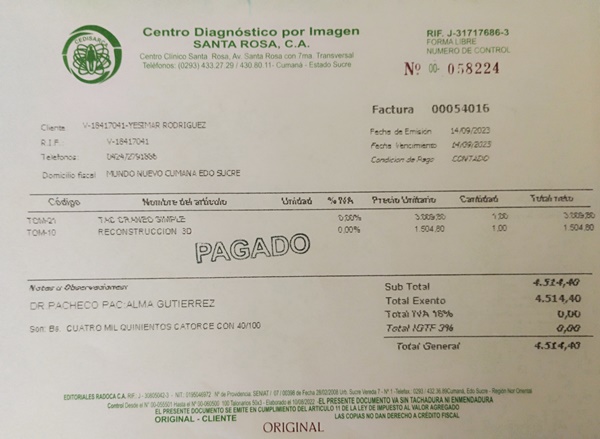 CEDISARO
Centro Diagnóstico por Imagen
SANTA ROSA, C.A.
Centro Clínico Santa Rosa, Av. Santa Rosa con 7ma. Transversal
Teléfonos: (0293) 433.27.29 / 430.80.11- Cumaná - Estado Sucre
RIF. J-31717686-3
FORMA LIBRE
NUMERO DE CONTROL
Nº 00- 058224
Factura 00054016
Cliente V-18417041-YESIMAR RODRIGUEZ
R.I.F. V-18417041
Telefonos 042472791886
Domicilio fiscal MUNDO NUEVO CUMANA EDO SUCRE
Fecha de Emisión 14/09/2023
Fecha Vencimiento 14/09/2023
Condicion de Pago CONTADO
Código Nombre del artículo Unidad % IVA Precio Unitario Cantidad Total neto
TOM-21 TAC CRANEO SIMPLE 0,00% 3.009,60 1,00 3.009,60
TOM-10 RECONSTRUCCION 3D 0,00% 1.504,80 1,00 1.504,80
PAGADO
Notas u Observaciones:
DR.PACHECO PAC:ALMA GUTIERREZ
Son: Bs. CUATRO MIL QUINIENTOS CATORCE CON 40/100
Sub Total 4.514,40
Total Exento 4.514,40
Total IVA 16% 0,00
Total IGTF 3% 0,00
Total General 4.514,40
EDITORIALES RADOCA C.A.
-EL PRESENTE DOCUMENTO VA SIN TACHADURA NI ENMENDADURA
EL PRESENTE DOCUMENTO SE EMITE EN CUMPLIMIENTO DEL ARTÍCULO 11 DE LA LEY DE IMPUESTO AL VALOR AGREGADO
ORIGINAL - CLIENTE LAS COPIAS NO DAN DERECHO A CREDITO FISCAL
ORIGINAL